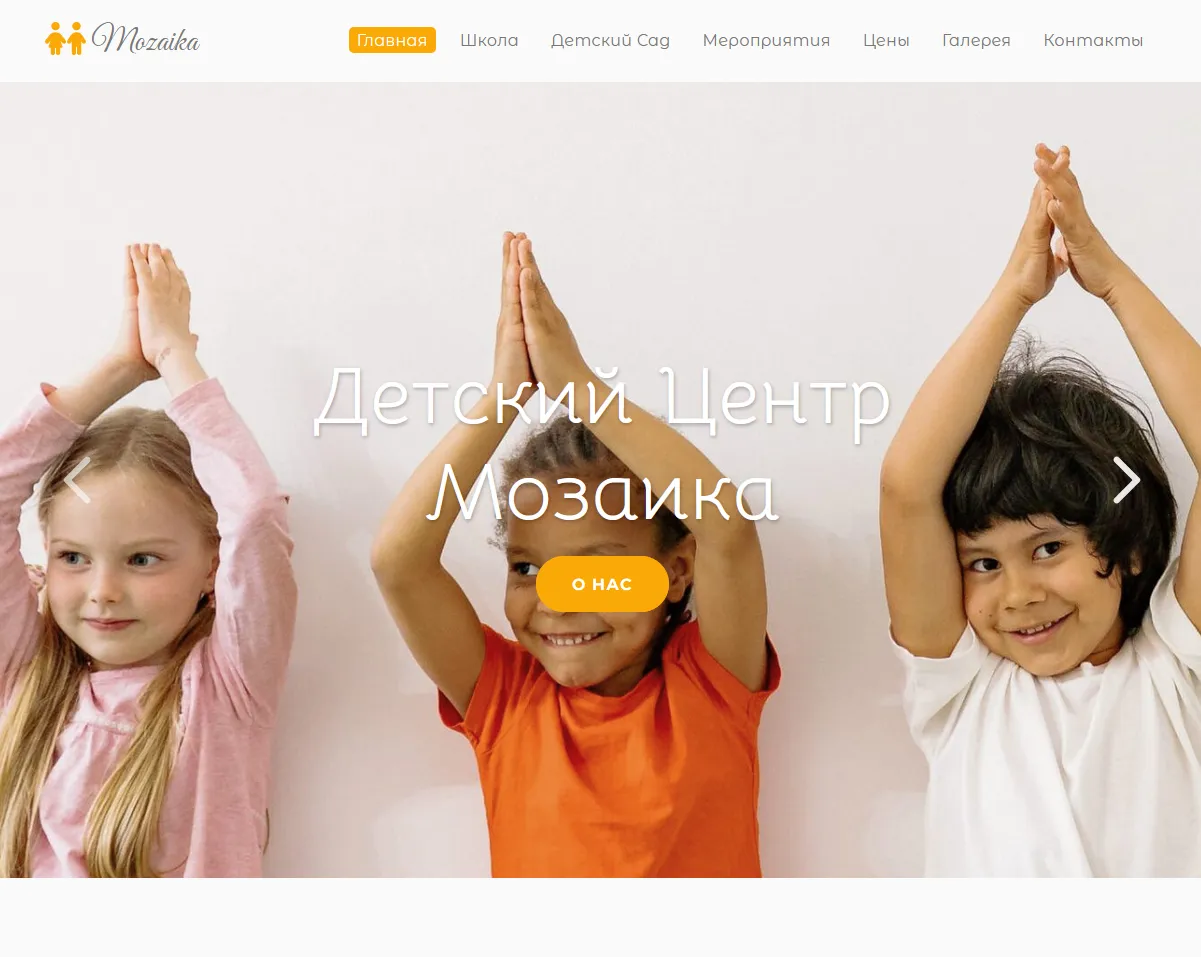 Mozaika
Главная Школа Детский Сад Мероприятия Цены Галерея Контакты
Детский Центр
Мозаика
О НАС